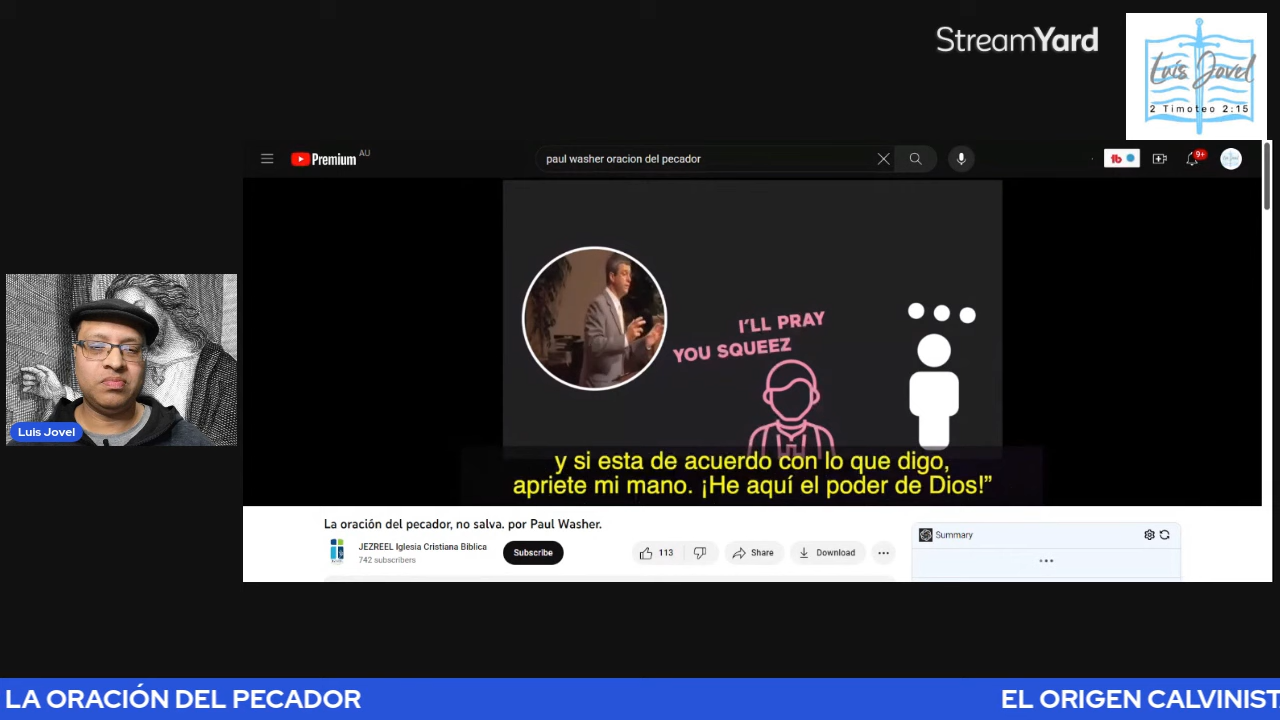 StreamYard
Luis Jovel
2 Timoteo 2:15
Premium AU
paul washer oracion del pecador
9+
I'LL PRAY
YOU SQUEEZ
y si esta de acuerdo con lo que digo,
apriete mi mano. ¡He aquí el poder de Dios!”
Luis Jovel
La oración del pecador, no salva. por Paul Washer.
JEZREEL Iglesia Cristiana Biblica
742 subscribers
Subscribe
113
Share
Download
Summary
LA ORACIÓN DEL PECADOR
EL ORIGEN CALVINIST